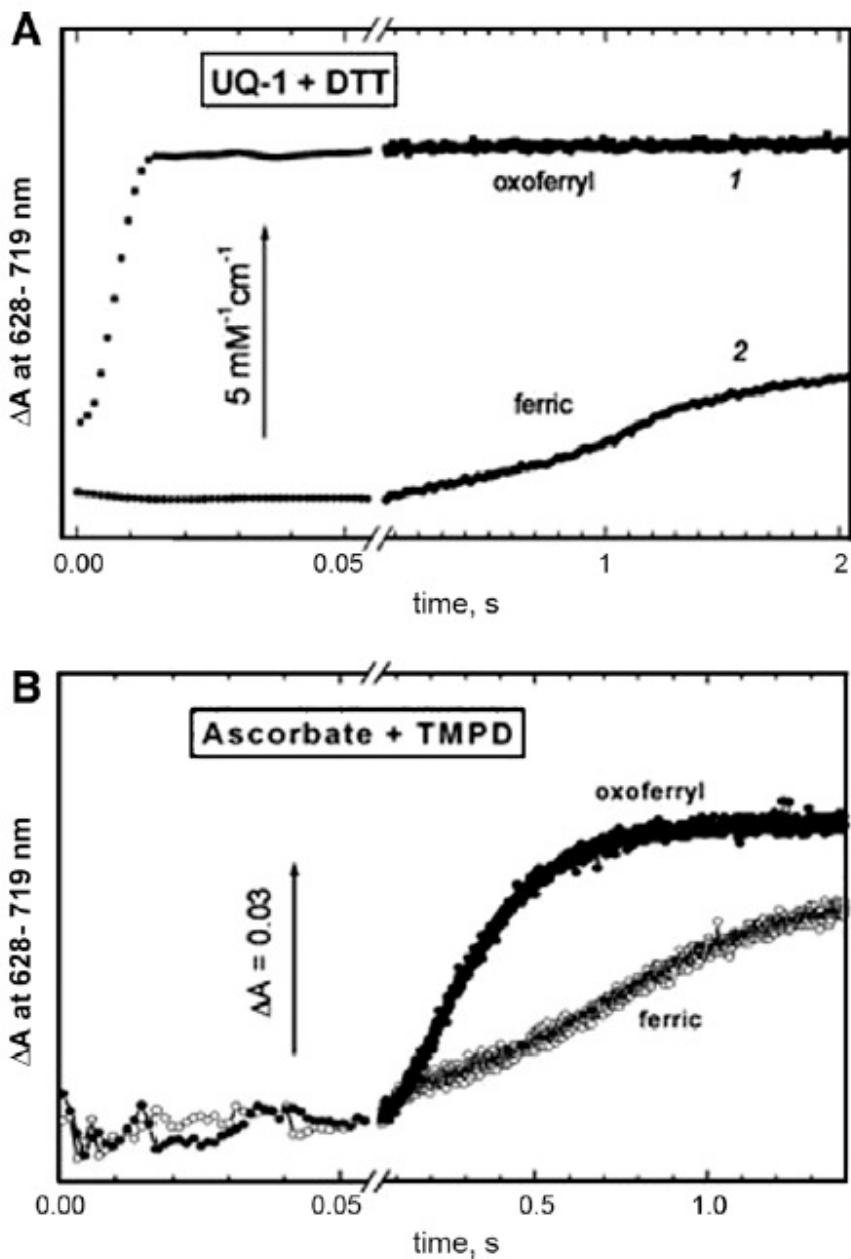 A
UQ-1 + DTT
ΔA at 628- 719 nm
5 mM⁻¹cm⁻¹
oxoferryl
1
2
ferric
0.00
0.05
1
2
time, s
B
Ascorbate + TMPD
ΔA at 628- 719 nm
ΔA = 0.03
oxoferryl
ferric
0.00
0.05
0.5
1.0
time, s